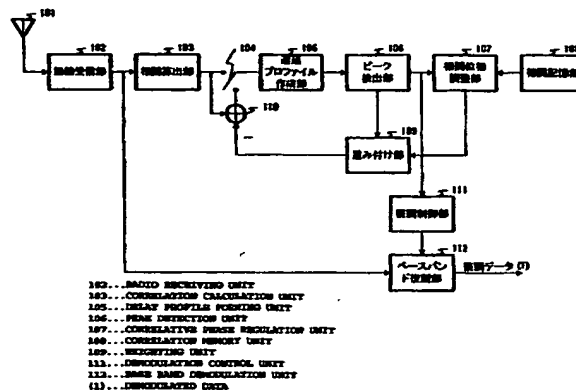 101
102
103
104
105
106
107
無線受信部
相関算出部
遅延
プロファイル
作成部
ピーク
検出部
相関位相
調整部
相関記憶部
110
109
重み付け部
111
復調制御部
112
ベースバン
ド復調部
復調データ(1)
102...RADIO RECEIVING UNIT
103...CORRELATION CALCULATION UNIT
105...DELAY PROFILE FORMING UNIT
106...PEAK DETECTION UNIT
107...CORRELATIVE PHASE REGULATION UNIT
108...CORRELATION MEMORY UNIT
109...WEIGHTING UNIT
111...DEMODULATION CONTROL UNIT
112...BASE BAND DEMODULATION UNIT
(1)...DEMODULATED DATA